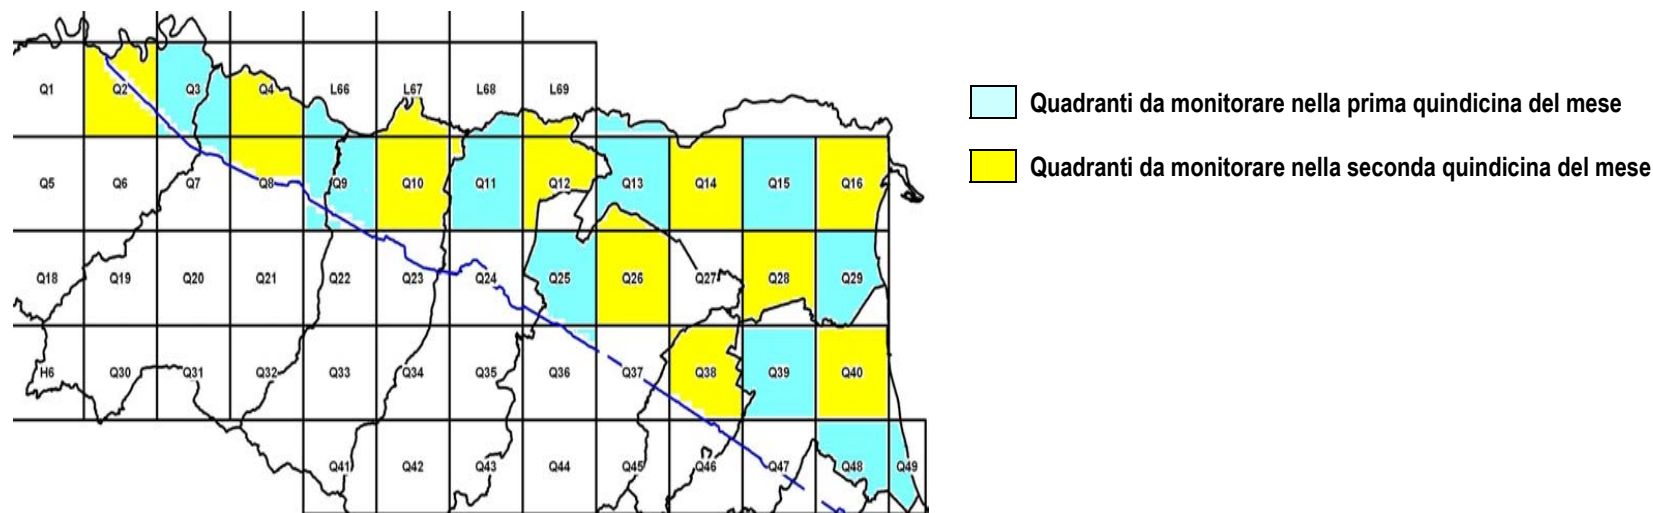 Q1 Q2 Q3 Q4 L66 L67 L68 L69
Q5 Q6 Q7 Q8 Q9 Q10 Q11 Q12 Q13 Q14 Q15 Q16
Q18 Q19 Q20 Q21 Q22 Q23 Q24 Q25 Q26 Q27 Q28 Q29
H6 Q30 Q31 Q32 Q33 Q34 Q35 Q36 Q37 Q38 Q39 Q40
Q41 Q42 Q43 Q44 Q45 Q46 Q47 Q48 Q49
Quadranti da monitorare nella prima quindicina del mese
Quadranti da monitorare nella seconda quindicina del mese